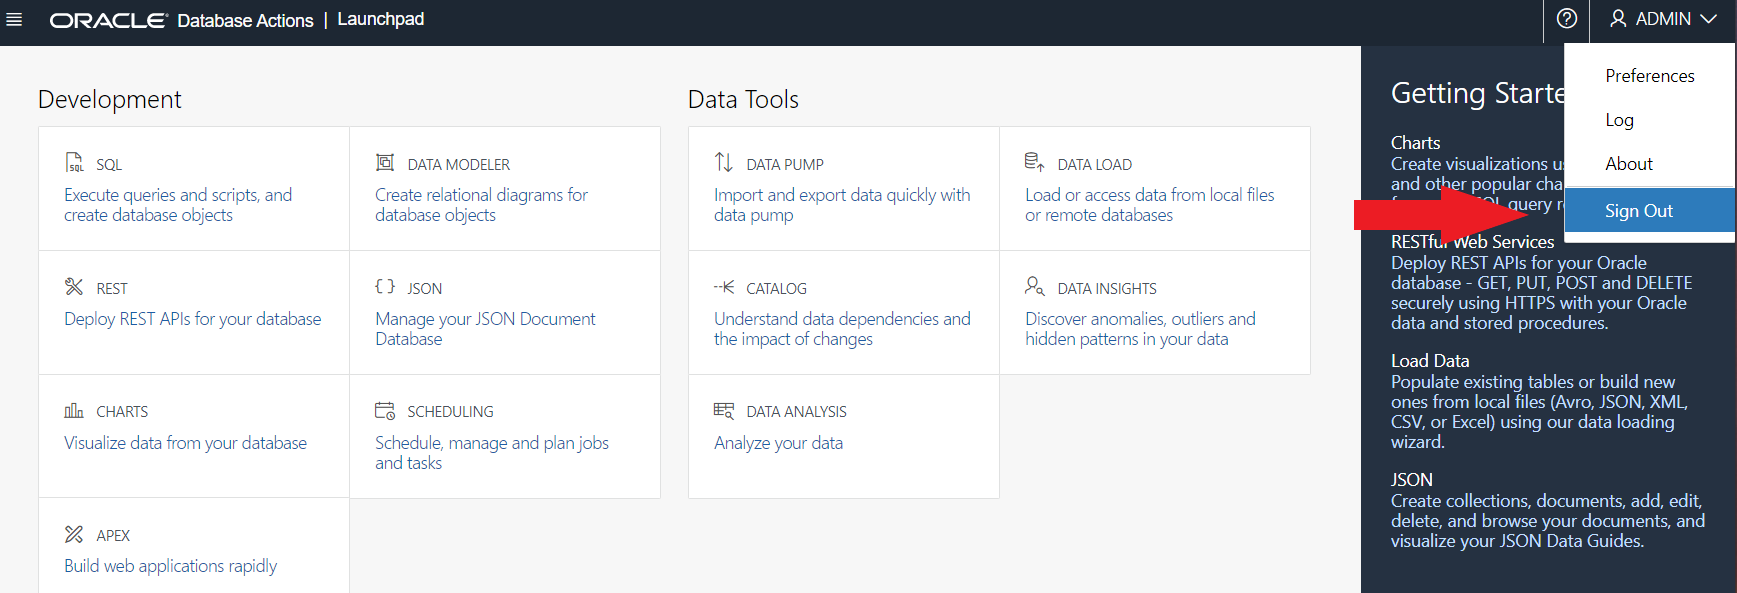 ORACLE Database Actions | Launchpad
ADMIN
Preferences
Log
About
Sign Out
Development
SQL
Execute queries and scripts, and
create database objects
DATA MODELER
Create relational diagrams for
database objects
REST
Deploy REST APIs for your database
JSON
Manage your JSON Document
Database
CHARTS
Visualize data from your database
SCHEDULING
Schedule, manage and plan jobs
and tasks
APEX
Build web applications rapidly
Data Tools
DATA PUMP
Import and export data quickly with
data pump
DATA LOAD
Load or access data from local files
or remote databases
CATALOG
Understand data dependencies and
the impact of changes
DATA INSIGHTS
Discover anomalies, outliers and
hidden patterns in your data
DATA ANALYSIS
Analyze your data
Getting Starte
Charts
Create visualizations
and other popular
query
RESTful Web Services
Deploy REST APIs for your Oracle
database - GET, PUT, POST and DELETE
securely using HTTPS with your Oracle
data and stored procedures.
Load Data
Populate existing tables or build new
ones from local files (Avro, JSON, XML,
CSV, or Excel) using our data loading
wizard.
JSON
Create collections, documents, add, edit,
delete, and browse your documents, and
visualize your JSON Data Guides.